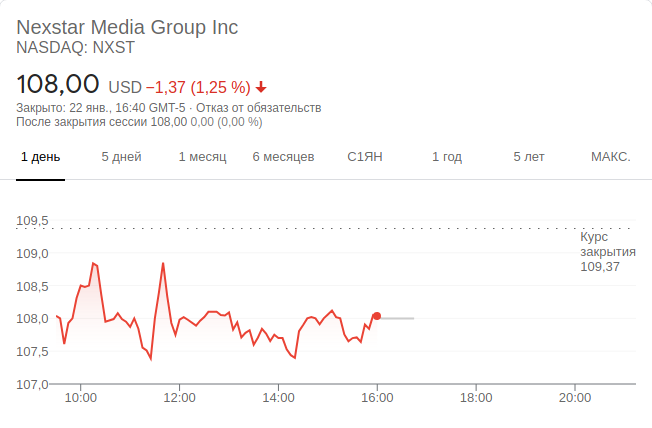 Nexstar Media Group Inc
NASDAQ: NXST
108,00 USD −1,37 (1,25 %)
Закрыто: 22 янв., 16:40 GMT-5 · Отказ от обязательств
После закрытия сессии 108,00 0,00 (0,00 %)
1 день 5 дней 1 месяц 6 месяцев С1ЯН 1 год 5 лет МАКС.
109,5
Курс
закрытия
109,37
109,0
108,5
108,0
107,5
107,0
10:00 12:00 14:00 16:00 18:00 20:00